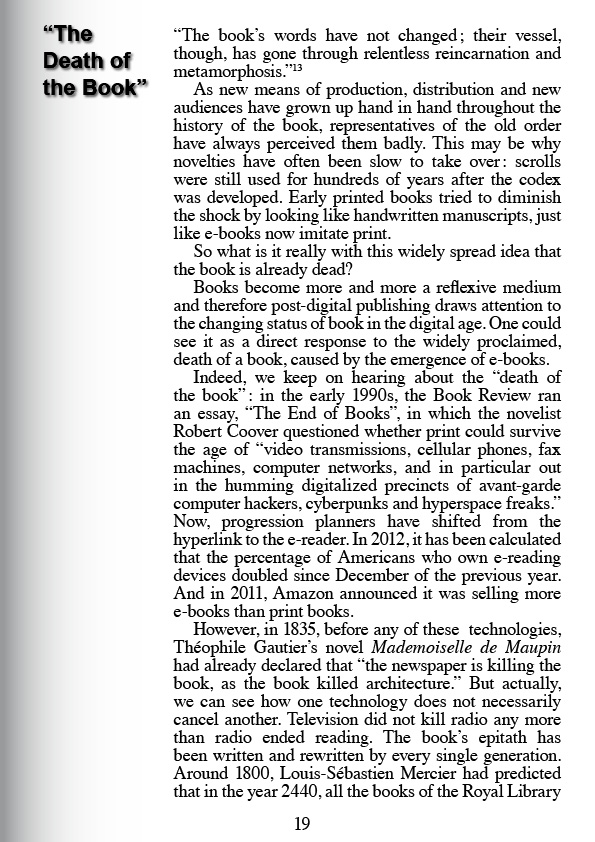 “The
Death of
the Book”
“The book’s words have not changed; their vessel,
though, has gone through relentless reincarnation and
metamorphosis.”13
As new means of production, distribution and new
audiences have grown up hand in hand throughout the
history of the book, representatives of the old order
have always perceived them badly. This may be why
novelties have often been slow to take over: scrolls
were still used for hundreds of years after the codex
was developed. Early printed books tried to diminish
the shock by looking like handwritten manuscripts, just
like e-books now imitate print.
So what is it really with this widely spread idea that
the book is already dead?
Books become more and more a reflexive medium
and therefore post-digital publishing draws attention to
the changing status of book in the digital age. One could
see it as a direct response to the widely proclaimed,
death of a book, caused by the emergence of e-books.
Indeed, we keep on hearing about the “death of
the book”: in the early 1990s, the Book Review ran
an essay, “The End of Books”, in which the novelist
Robert Coover questioned whether print could survive
the age of “video transmissions, cellular phones, fax
machines, computer networks, and in particular out
in the humming digitalized precincts of avant-garde
computer hackers, cyberpunks and hyperspace freaks.”
Now, progression planners have shifted from the
hyperlink to the e-reader. In 2012, it has been calculated
that the percentage of Americans who own e-reading
devices doubled since December of the previous year.
And in 2011, Amazon announced it was selling more
e-books than print books.
However, in 1835, before any of these technologies,
Théophile Gautier’s novel Mademoiselle de Maupin
had already declared that “the newspaper is killing the
book, as the book killed architecture.” But actually,
we can see how one technology does not necessarily
cancel another. Television did not kill radio any more
than radio ended reading. The book’s epitath has
been written and rewritten by every single generation.
Around 1800, Louis-Sébastien Mercier had predicted
that in the year 2440, all the books of the Royal Library
19